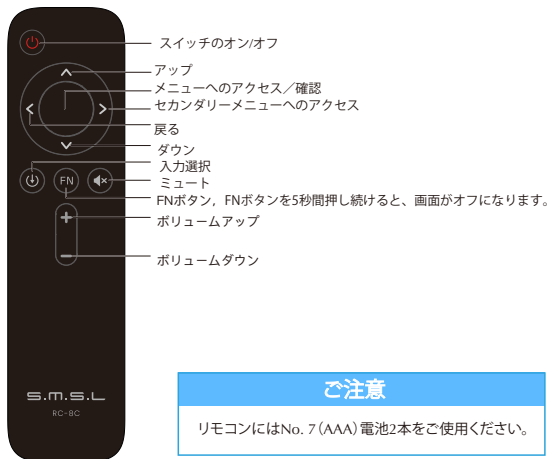 スイッチのオン/オフ
アップ
メニューへのアクセス／確認
セカンダリーメニューへのアクセス
戻る
ダウン
入力選択
ミュート
FN
FNボタン，FNボタンを5秒間押し続けると、画面がオフになります。
ボリュームアップ
ボリュームダウン
S.M.S.L
RC-8C
ご注意
リモコンにはNo. 7（AAA）電池2本をご使用ください。